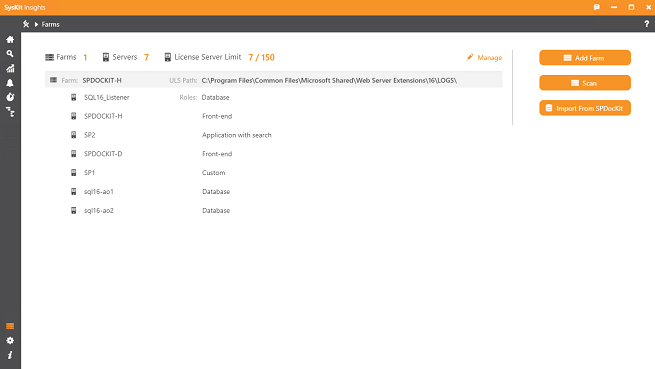 SysKit Insights
Farms
?
Farms 1 Servers 7 License Server Limit 7 / 150 Manage
Add Farm
Farm: SPDOCKIT-H ULS Path: C:\Program Files\Common Files\Microsoft Shared\Web Server Extensions\16\LOGS\
Scan
SQL16_Listener Roles: Database
Import From SPDocKit
SPDOCKIT-H Front-end
SP2 Application with search
SPDOCKIT-D Front-end
SP1 Custom
sql16-ao1 Database
sql16-ao2 Database